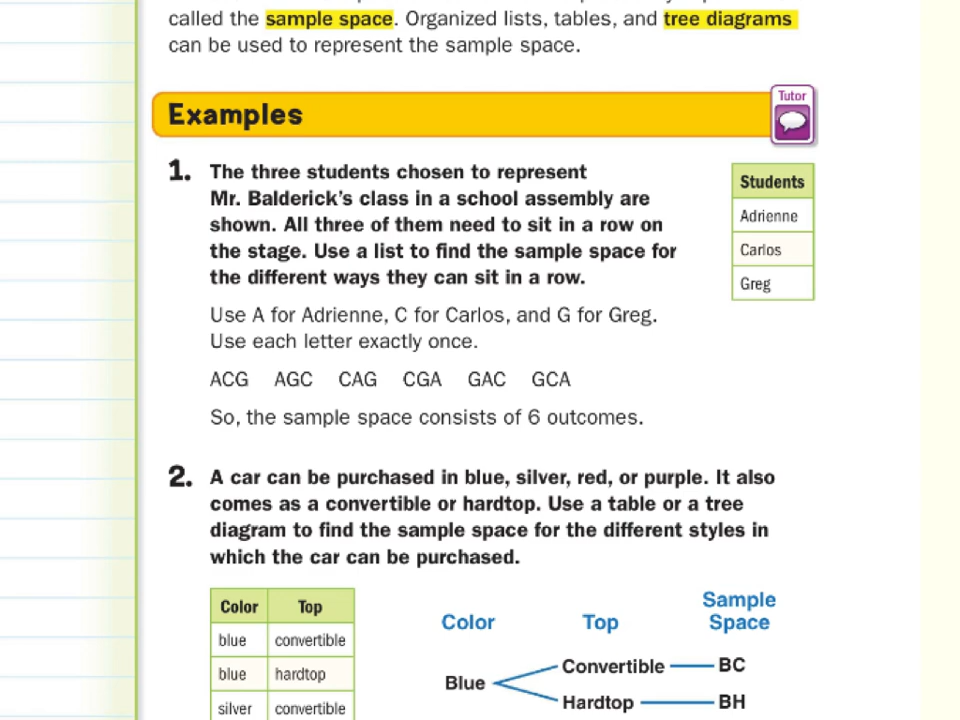 called the sample space. Organized lists, tables, and tree diagrams
can be used to represent the sample space.
Examples
Tutor
1. The three students chosen to represent
Mr. Balderick's class in a school assembly are
shown. All three of them need to sit in a row on
the stage. Use a list to find the sample space for
the different ways they can sit in a row.
Students
Adrienne
Carlos
Greg
Use A for Adrienne, C for Carlos, and G for Greg.
Use each letter exactly once.
ACG AGC CAG CGA GAC GCA
So, the sample space consists of 6 outcomes.
2. A car can be purchased in blue, silver, red, or purple. It also
comes as a convertible or hardtop. Use a table or a tree
diagram to find the sample space for the different styles in
which the car can be purchased.
Color Top
blue convertible
blue hardtop
silver convertible
Color Top Sample
Space
Blue Convertible BC
Hardtop BH